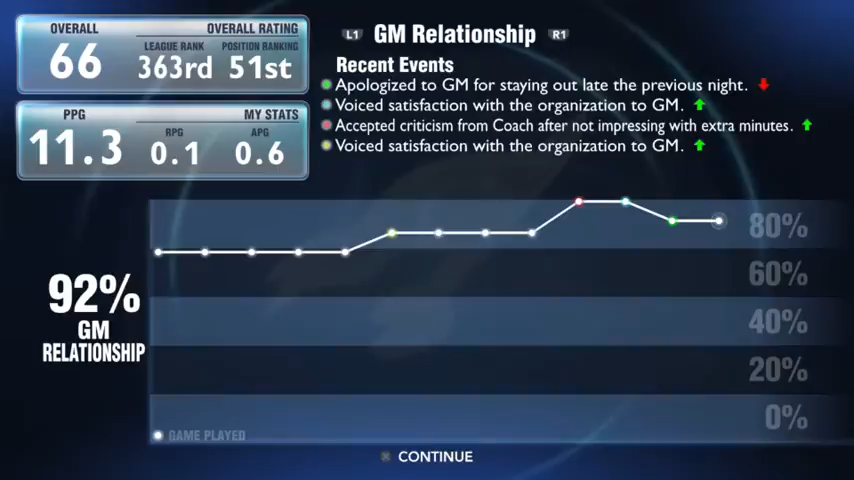 OVERALL
OVERALL RATING
66
LEAGUE RANK
POSITION RANKING
363rd
51st
PPG
MY STATS
11.3
RPG
APG
0.1
0.6
L1 GM Relationship R1
Recent Events
Apologized to GM for staying out late the previous night.
Voiced satisfaction with the organization to GM.
Accepted criticism from Coach after not impressing with extra minutes.
Voiced satisfaction with the organization to GM.
80%
60%
40%
20%
0%
92%
GM
RELATIONSHIP
GAME PLAYED
CONTINUE